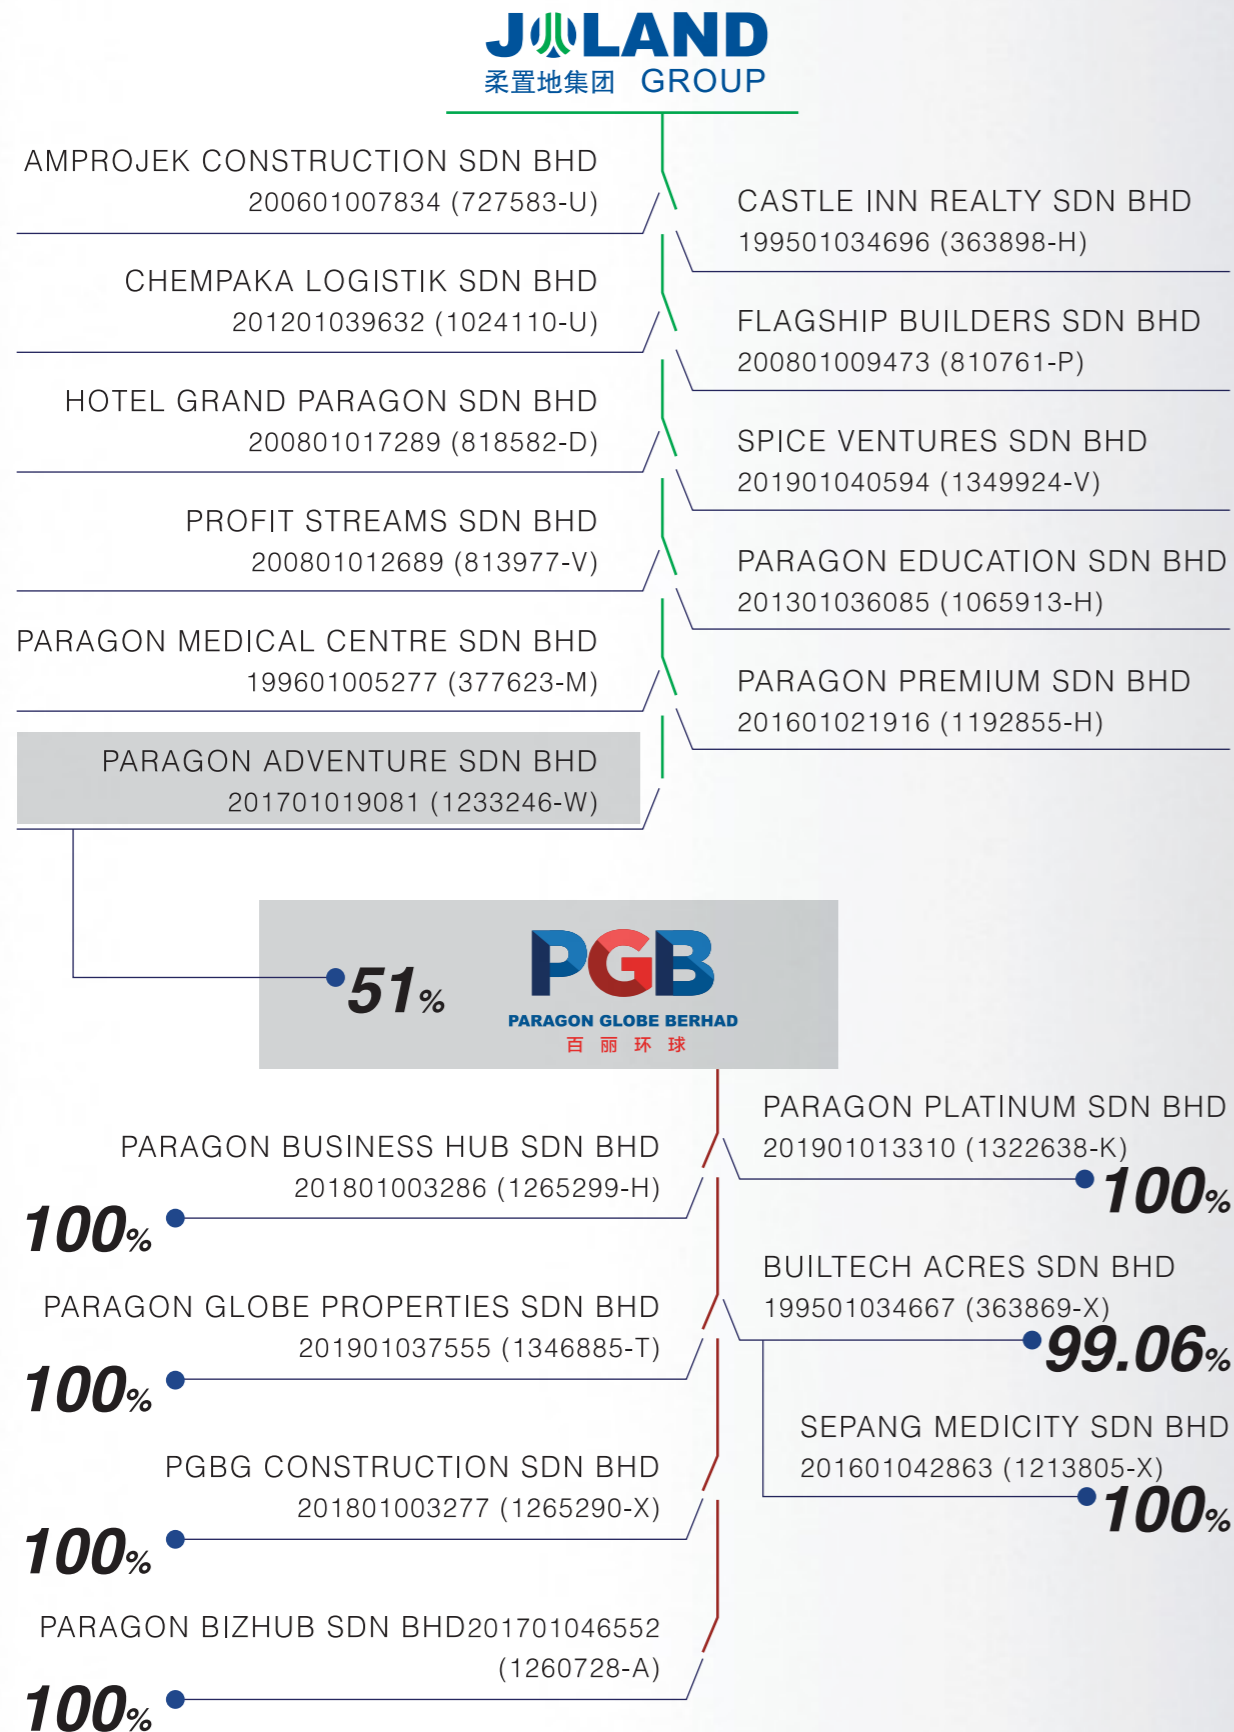 JOLAND
柔置地集团 GROUP
AMPROJEK CONSTRUCTION SDN BHD
200601007834 (727583-U)
CASTLE INN REALTY SDN BHD
199501034696 (363898-H)
CHEMPAKA LOGISTIK SDN BHD
201201039632 (1024110-U)
FLAGSHIP BUILDERS SDN BHD
200801009473 (810761-P)
HOTEL GRAND PARAGON SDN BHD
200801017289 (818582-D)
SPICE VENTURES SDN BHD
201901040594 (1349924-V)
PROFIT STREAMS SDN BHD
200801012689 (813977-V)
PARAGON EDUCATION SDN BHD
201301036085 (1065913-H)
PARAGON MEDICAL CENTRE SDN BHD
199601005277 (377623-M)
PARAGON PREMIUM SDN BHD
201601021916 (1192855-H)
PARAGON ADVENTURE SDN BHD
201701019081 (1233246-W)
51%
PGB
PARAGON GLOBE BERHAD
百丽环球
PARAGON PLATINUM SDN BHD
201901013310 (1322638-K)
100%
PARAGON BUSINESS HUB SDN BHD
201801003286 (1265299-H)
100%
BUILTECH ACRES SDN BHD
199501034667 (363869-X)
99.06%
PARAGON GLOBE PROPERTIES SDN BHD
201901037555 (1346885-T)
100%
SEPANG MEDICITY SDN BHD
201601042863 (1213805-X)
100%
PGBG CONSTRUCTION SDN BHD
201801003277 (1265290-X)
100%
PARAGON BIZHUB SDN BHD201701046552
(1260728-A)
100%